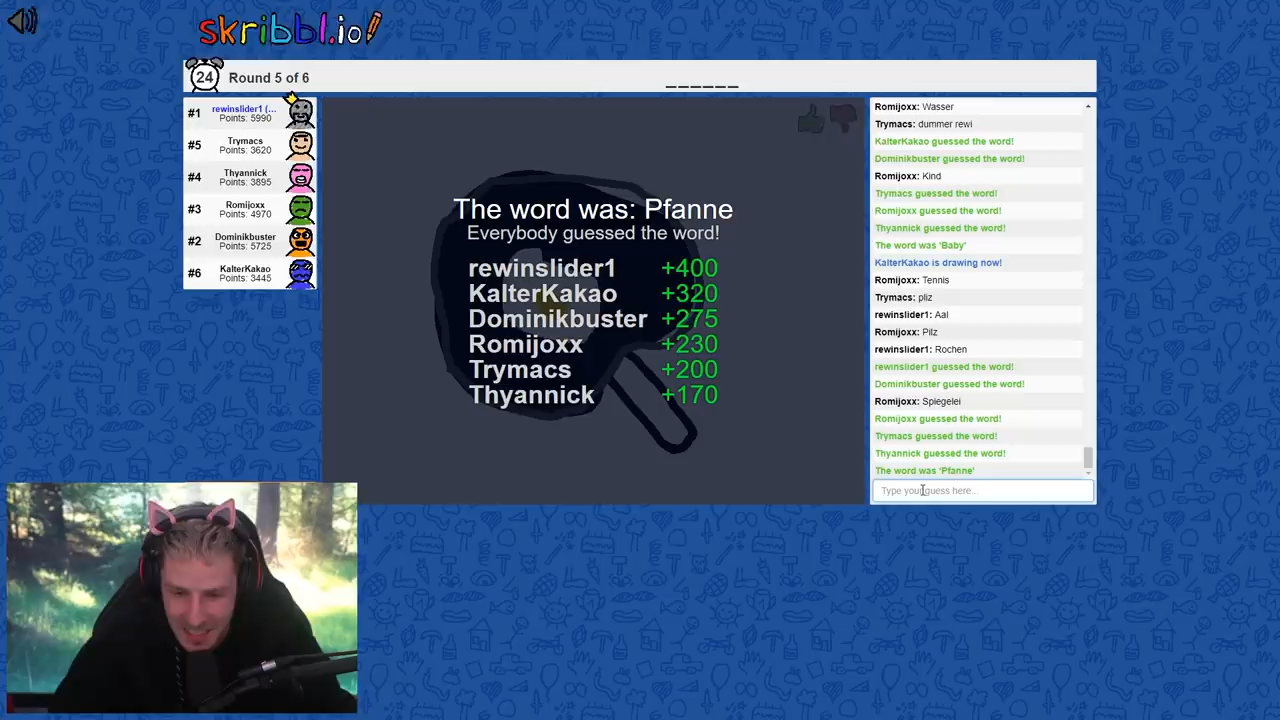 skribbl.io
24
Round 5 of 6
______
#1
rewinslider1 (...
Points: 5990
#5
Trymacs
Points: 3620
#4
Thyannick
Points: 3895
#3
Romijoxx
Points: 4970
#2
Dominikbuster
Points: 5725
#6
KalterKakao
Points: 3445
The word was: Pfanne
Everybody guessed the word!
rewinslider1 +400
KalterKakao +320
Dominikbuster +275
Romijoxx +230
Trymacs +200
Thyannick +170
Romijoxx: Wasser
Trymacs: dummer rewi
KalterKakao guessed the word!
Dominikbuster guessed the word!
Romijoxx: Kind
Trymacs guessed the word!
Romijoxx guessed the word!
Thyannick guessed the word!
The word was 'Baby'
KalterKakao is drawing now!
Romijoxx: Tennis
Trymacs: pliz
rewinslider1: Aal
Romijoxx: Pilz
rewinslider1: Rochen
rewinslider1 guessed the word!
Dominikbuster guessed the word!
Romijoxx: Spiegelei
Romijoxx guessed the word!
Trymacs guessed the word!
Thyannick guessed the word!
The word was 'Pfanne'
Type your guess here...